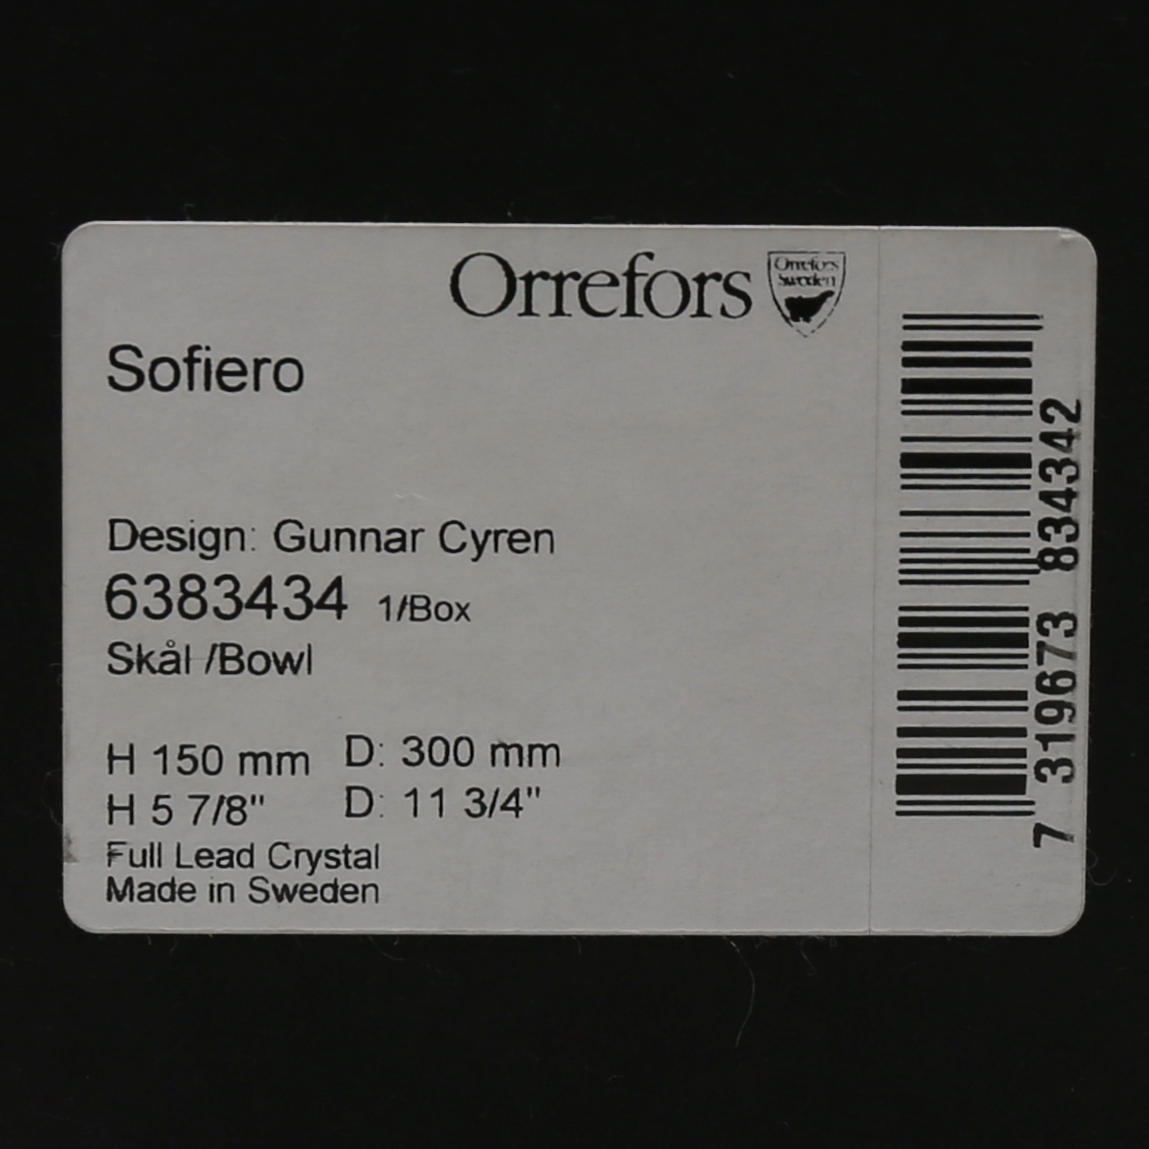 Orrefors
Orrefors
Sweden
Sofiero
Design: Gunnar Cyren
6383434 1/Box
Skål /Bowl
H 150 mm D: 300 mm
H 5 7/8" D: 11 3/4"
Full Lead Crystal
Made in Sweden
7 319673 834342